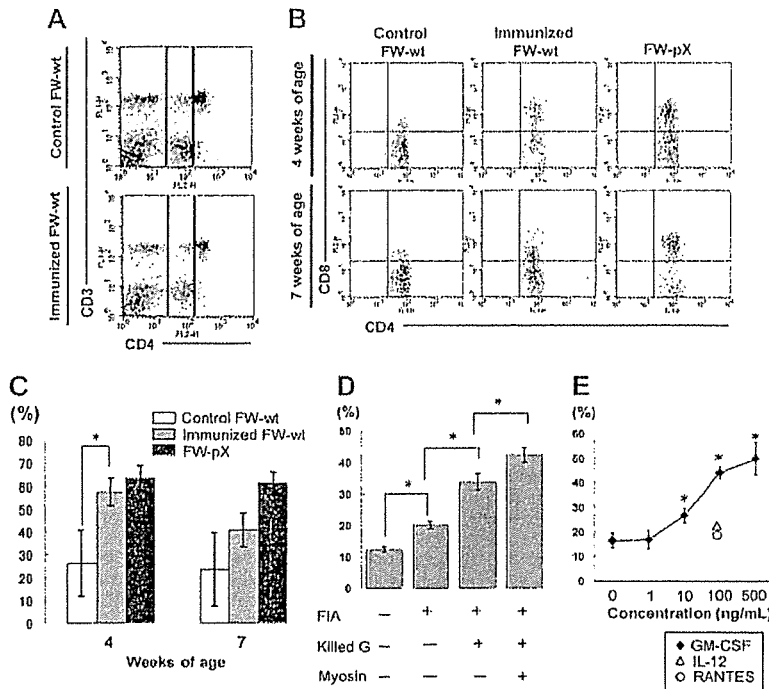 A
Control FW-wt
Immunized FW-wt
CD3
CD4
B
Control FW-wt
Immunized FW-wt
FW-pX
4 weeks of age
7 weeks of age
CD8
CD4
C
(%)
80
70
60
50
40
30
20
10
0
Control FW-wt
Immunized FW-wt
FW-pX
*
4
7
Weeks of age
D
(%)
50
40
30
20
10
0
*
*
*
FIA
– + + +
Killed G
– – + +
Myosin
– – – +
E
(%)
60
50
40
30
20
10
0
*
*
*
0 1 10 100 500
Concentration (ng/mL)
GM-CSF
IL-12
RANTES